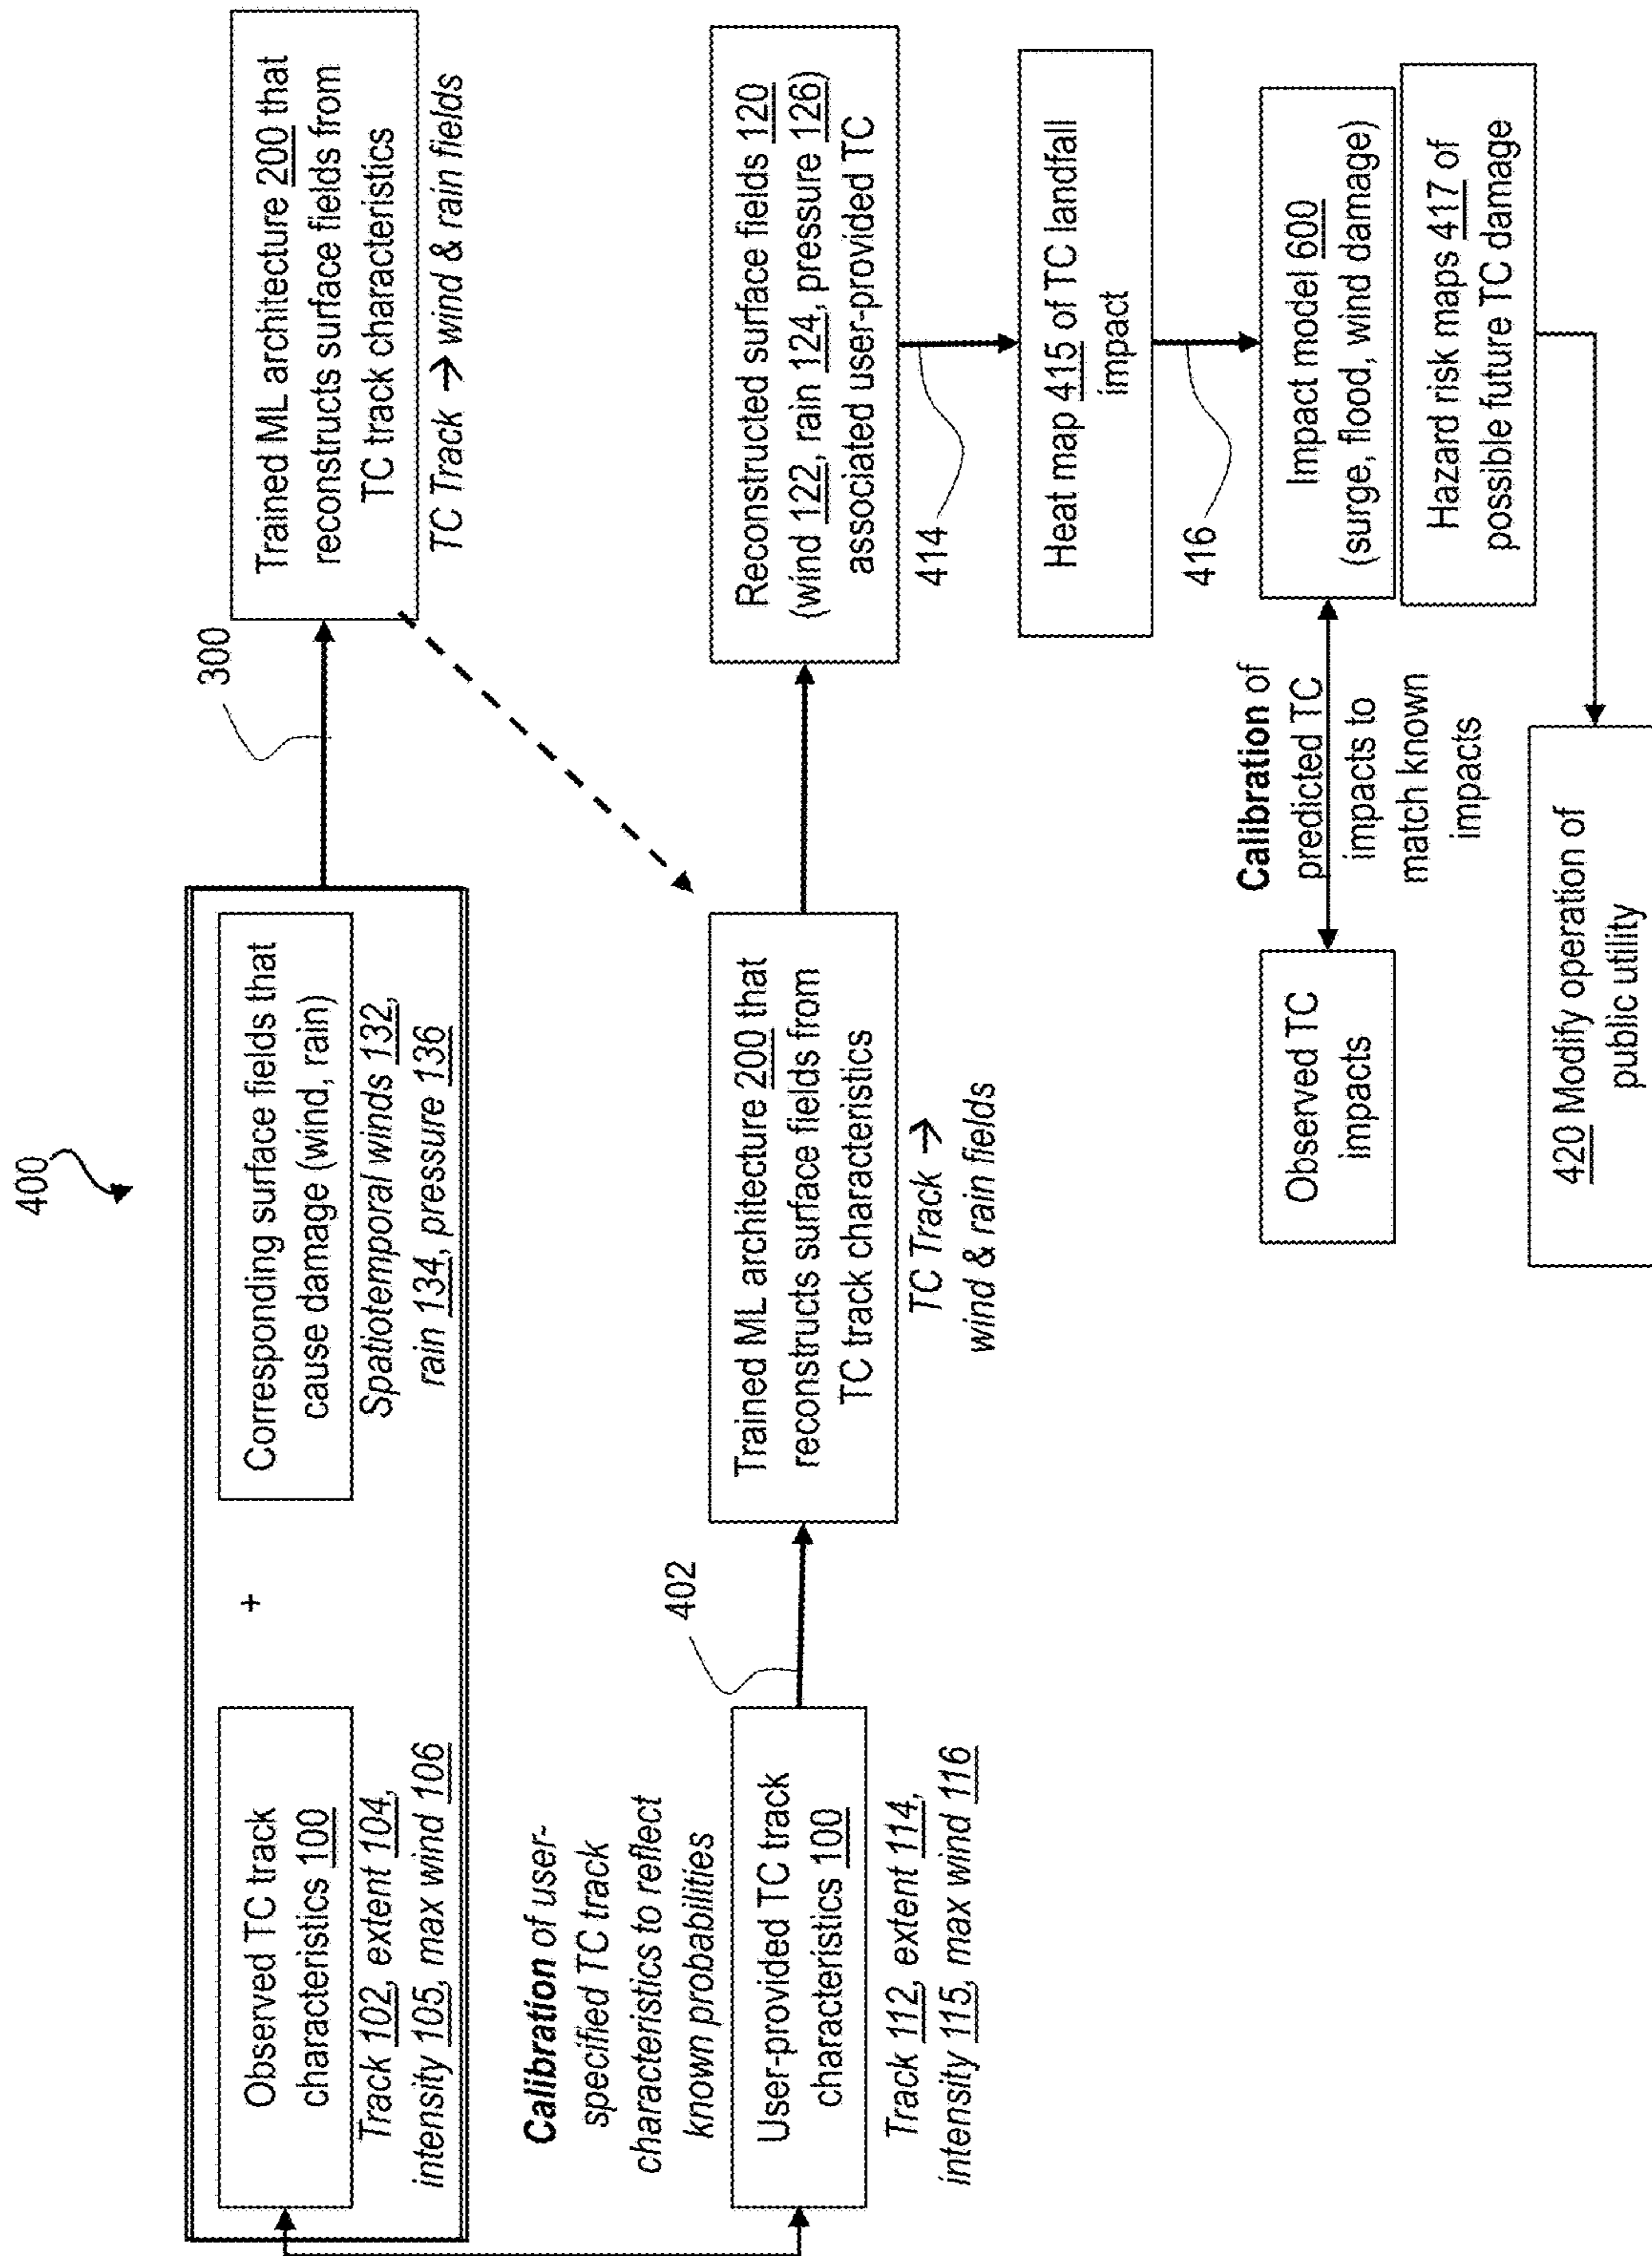 400
Observed TC track
characteristics 100
Track 102, extent 104,
intensity 105, max wind 106
+
Corresponding surface fields that
cause damage (wind, rain)
Spatiotemporal winds 132,
rain 134, pressure 136
300
Trained ML architecture 200 that
reconstructs surface fields from
TC track characteristics
TC Track → wind & rain fields
Calibration of user-
specified TC track
characteristics to reflect
known probabilities
User-provided TC track
characteristics 100
Track 112, extent 114,
intensity 115, max wind 116
402
Trained ML architecture 200 that
reconstructs surface fields from
TC track characteristics
TC Track →
wind & rain fields
Reconstructed surface fields 120
(wind 122, rain 124, pressure 126)
associated user-provided TC
414
Heat map 415 of TC landfall
impact
416
Observed TC
impacts
Calibration of
predicted TC
impacts to
match known
impacts
Impact model 600
(surge, flood, wind damage)
Hazard risk maps 417 of
possible future TC damage
420 Modify operation of
public utility